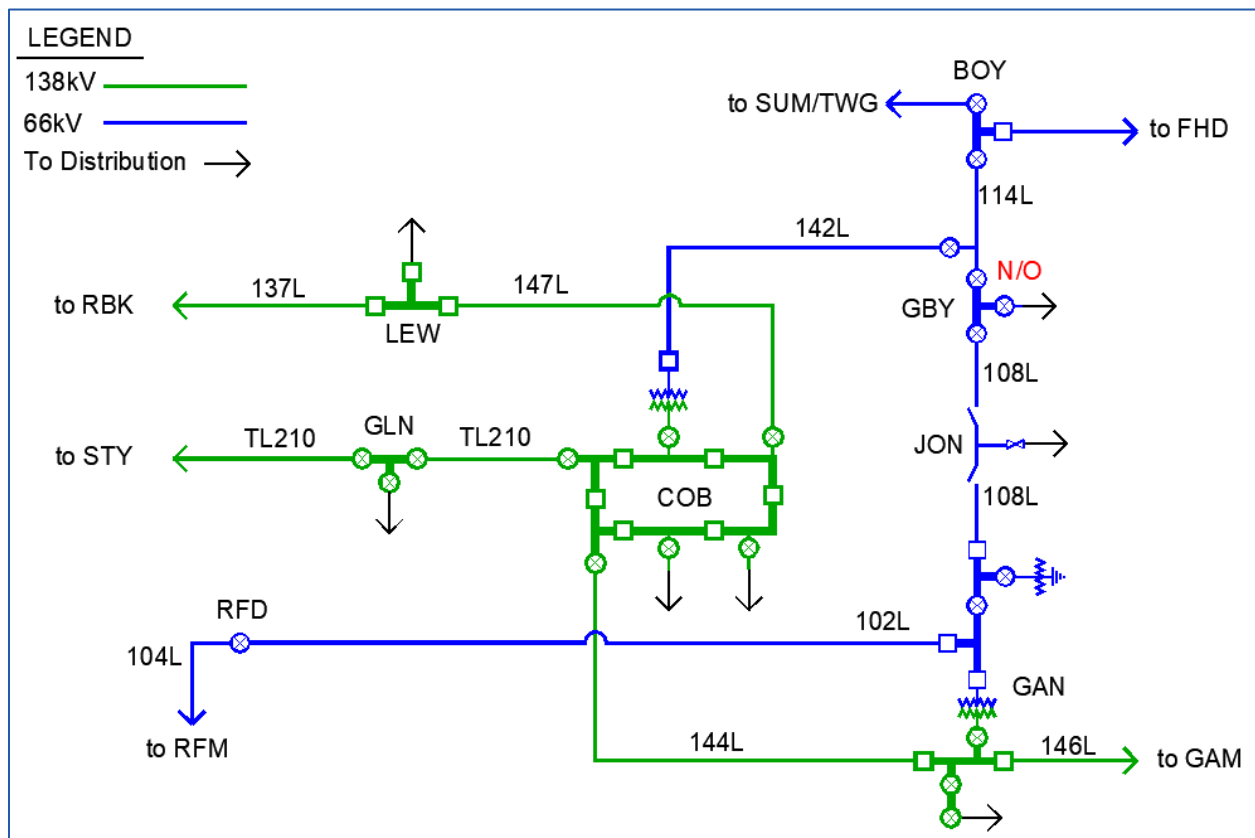 LEGEND
138kV
66kV
To Distribution
BOY
to SUM/TWG
to FHD
114L
142L
N/O
137L
147L
to RBK
LEW
GBY
108L
TL210
GLN
TL210
to STY
JON
COB
108L
RFD
102L
104L
GAN
to RFM
144L
146L
to GAM